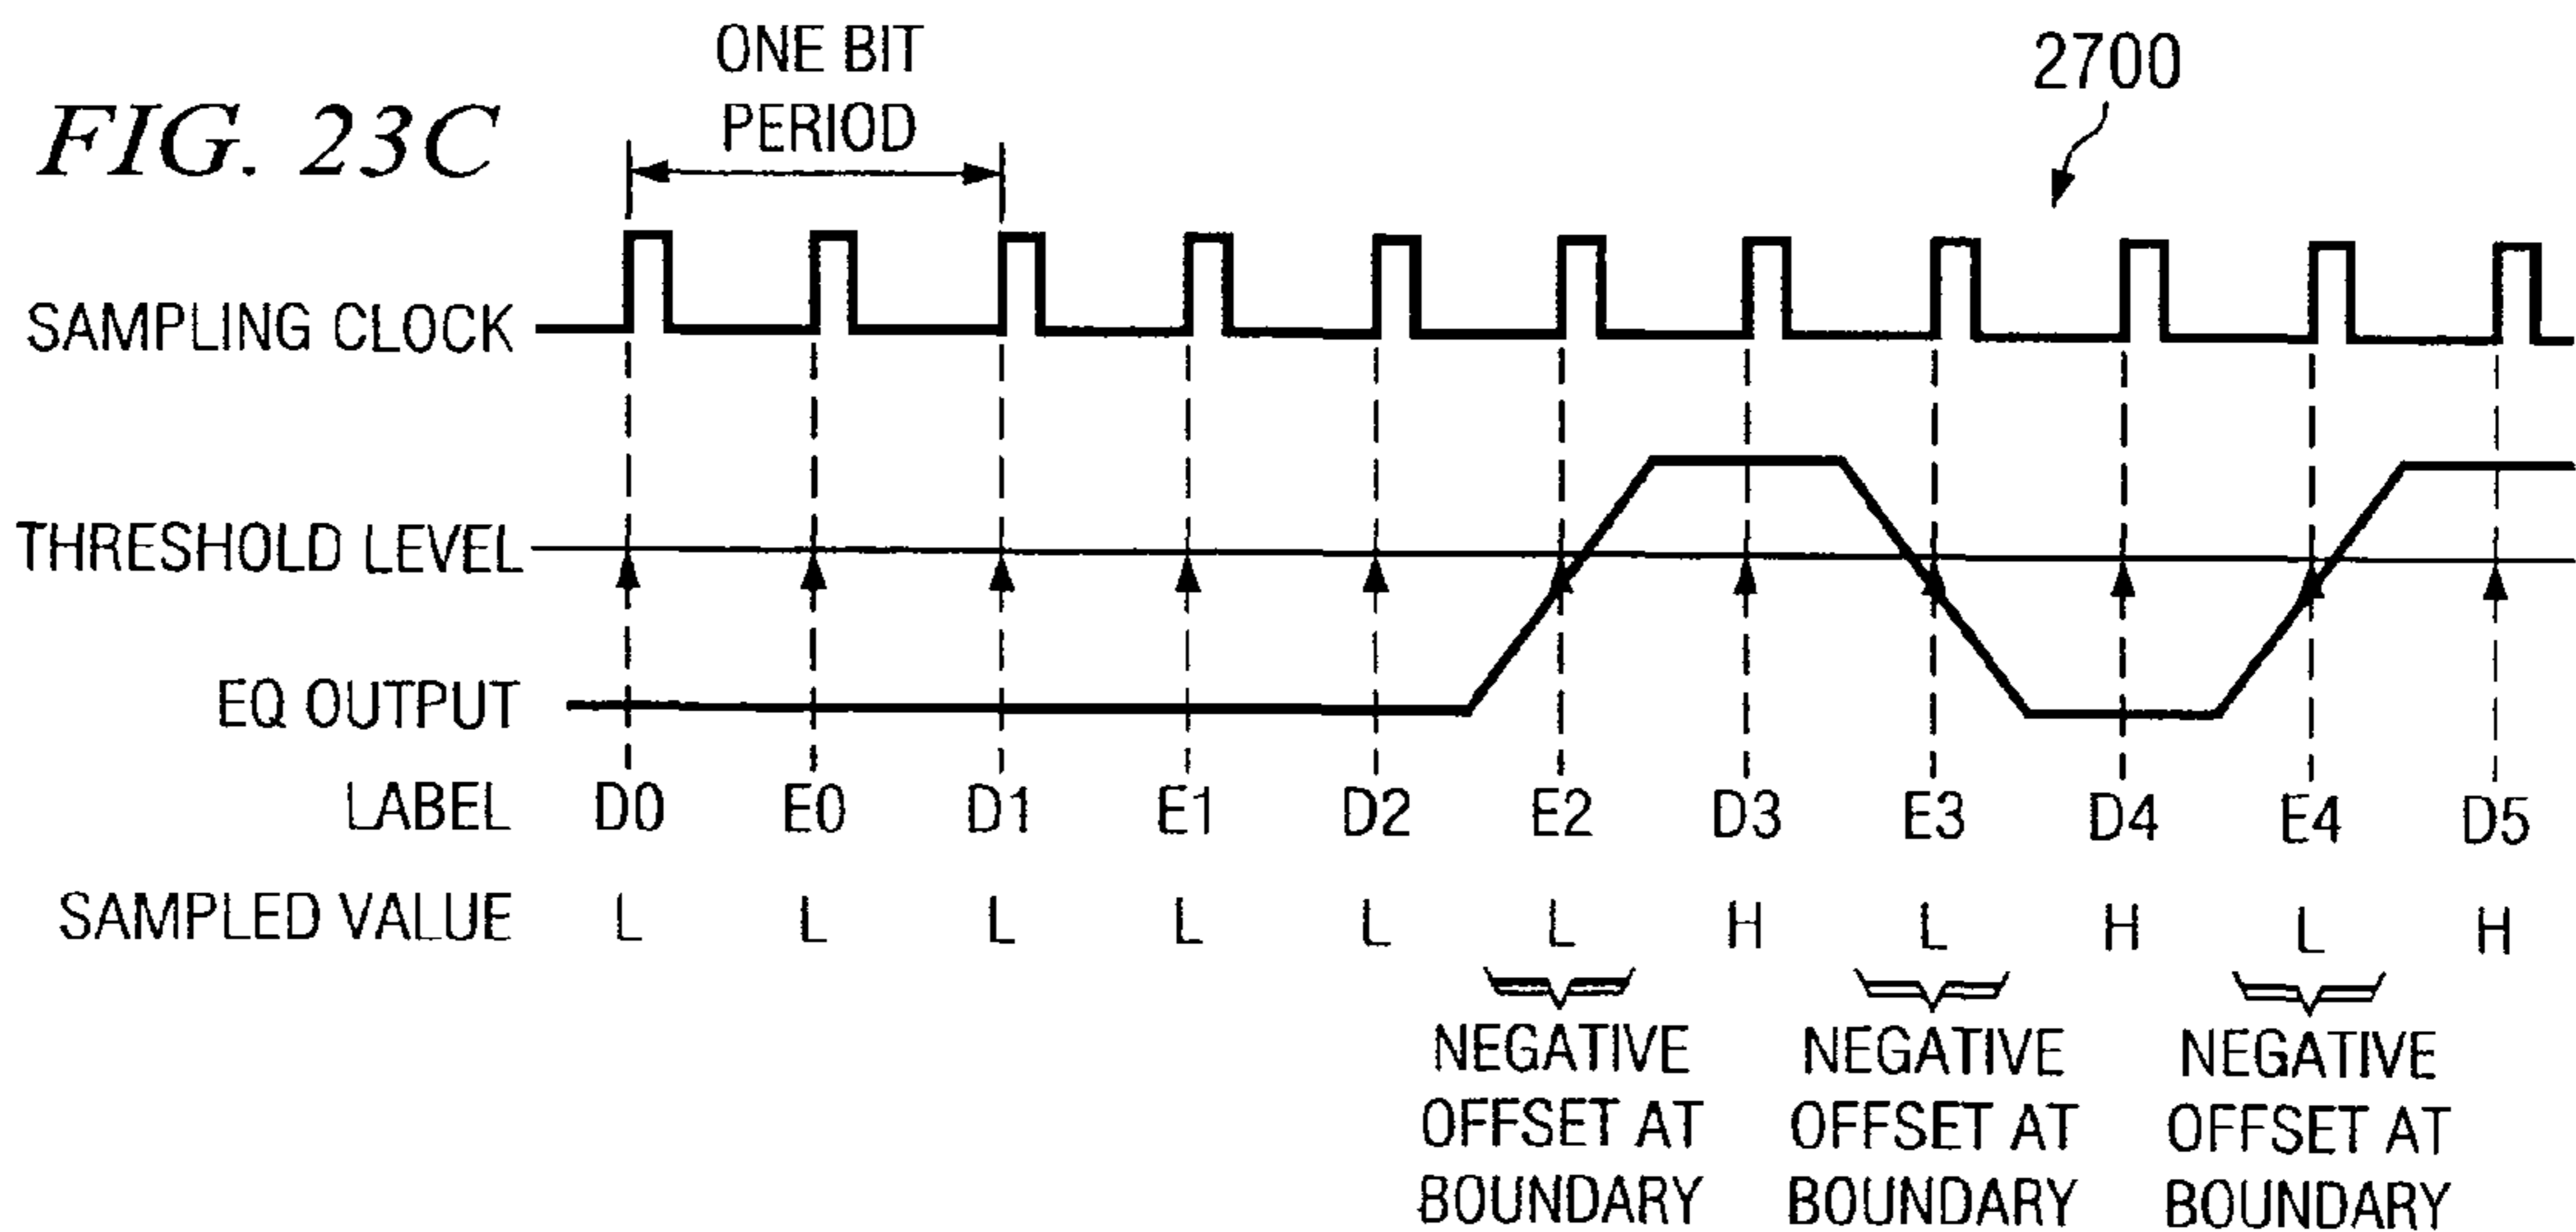 FIG. 23C
ONE BIT
PERIOD
2700
SAMPLING CLOCK
THRESHOLD LEVEL
EQ OUTPUT
LABEL D0 E0 D1 E1 D2 E2 D3 E3 D4 E4 D5
SAMPLED VALUE L L L L L L H L H L H
NEGATIVE NEGATIVE NEGATIVE
OFFSET AT OFFSET AT OFFSET AT
BOUNDARY BOUNDARY BOUNDARY